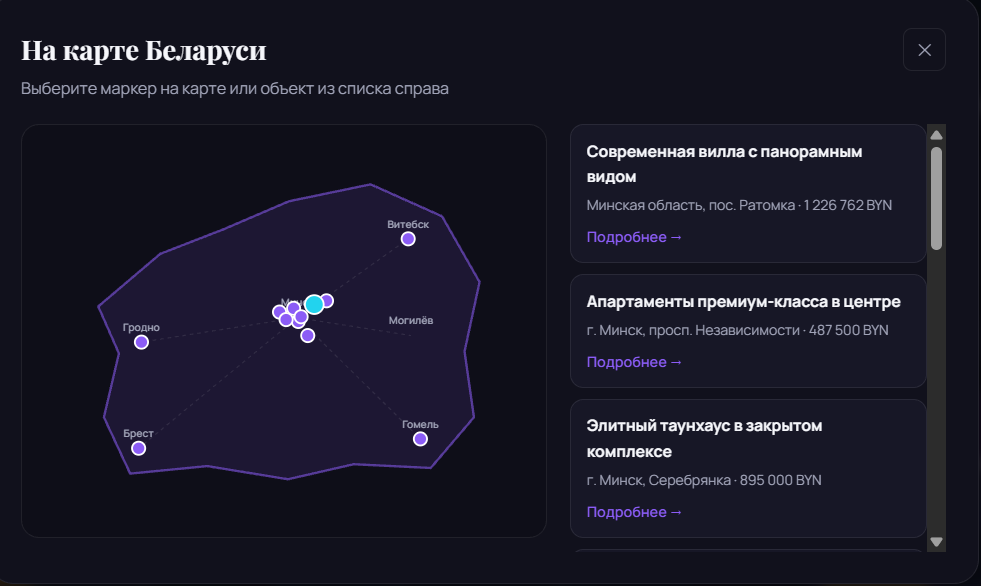 На карте Беларуси
Выберите маркер на карте или объект из списка справа
Витебск
Могилёв
Гродно
Гомель
Брест
Современная вилла с панорамным
видом
Минская область, пос. Ратомка · 1 226 762 BYN
Подробнее →
Апартаменты премиум-класса в центре
г. Минск, просп. Независимости · 487 500 BYN
Подробнее →
Элитный таунхаус в закрытом
комплексе
г. Минск, Серебрянка · 895 000 BYN
Подробнее →